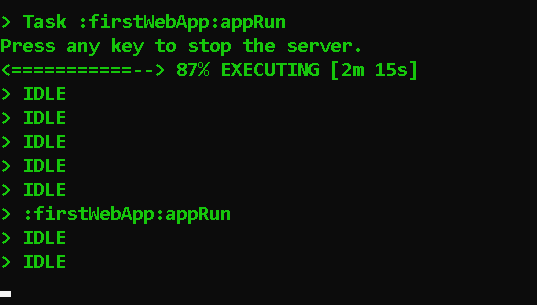 > Task :firstWebApp:appRun
Press any key to stop the server.
<===========--> 87% EXECUTING [2m 15s]
> IDLE
> IDLE
> IDLE
> IDLE
> IDLE
> :firstWebApp:appRun
> IDLE
> IDLE